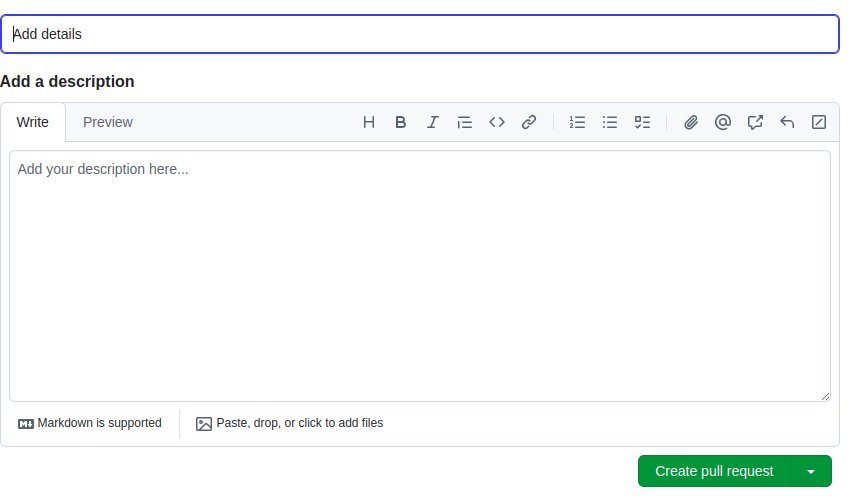 Add details
Add a description
Write Preview
Add your description here...
Markdown is supported Paste, drop, or click to add files
Create pull request